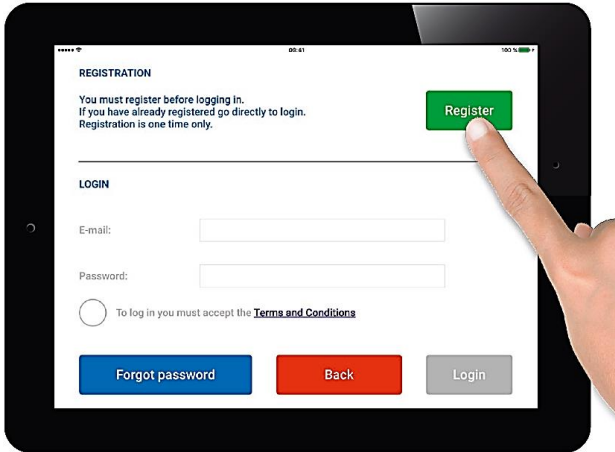 00:41
100 %
REGISTRATION
You must register before logging in.
If you have already registered go directly to login.
Registration is one time only.
Register
LOGIN
E-mail:
Password:
To log in you must accept the Terms and Conditions
Forgot password
Back
Login